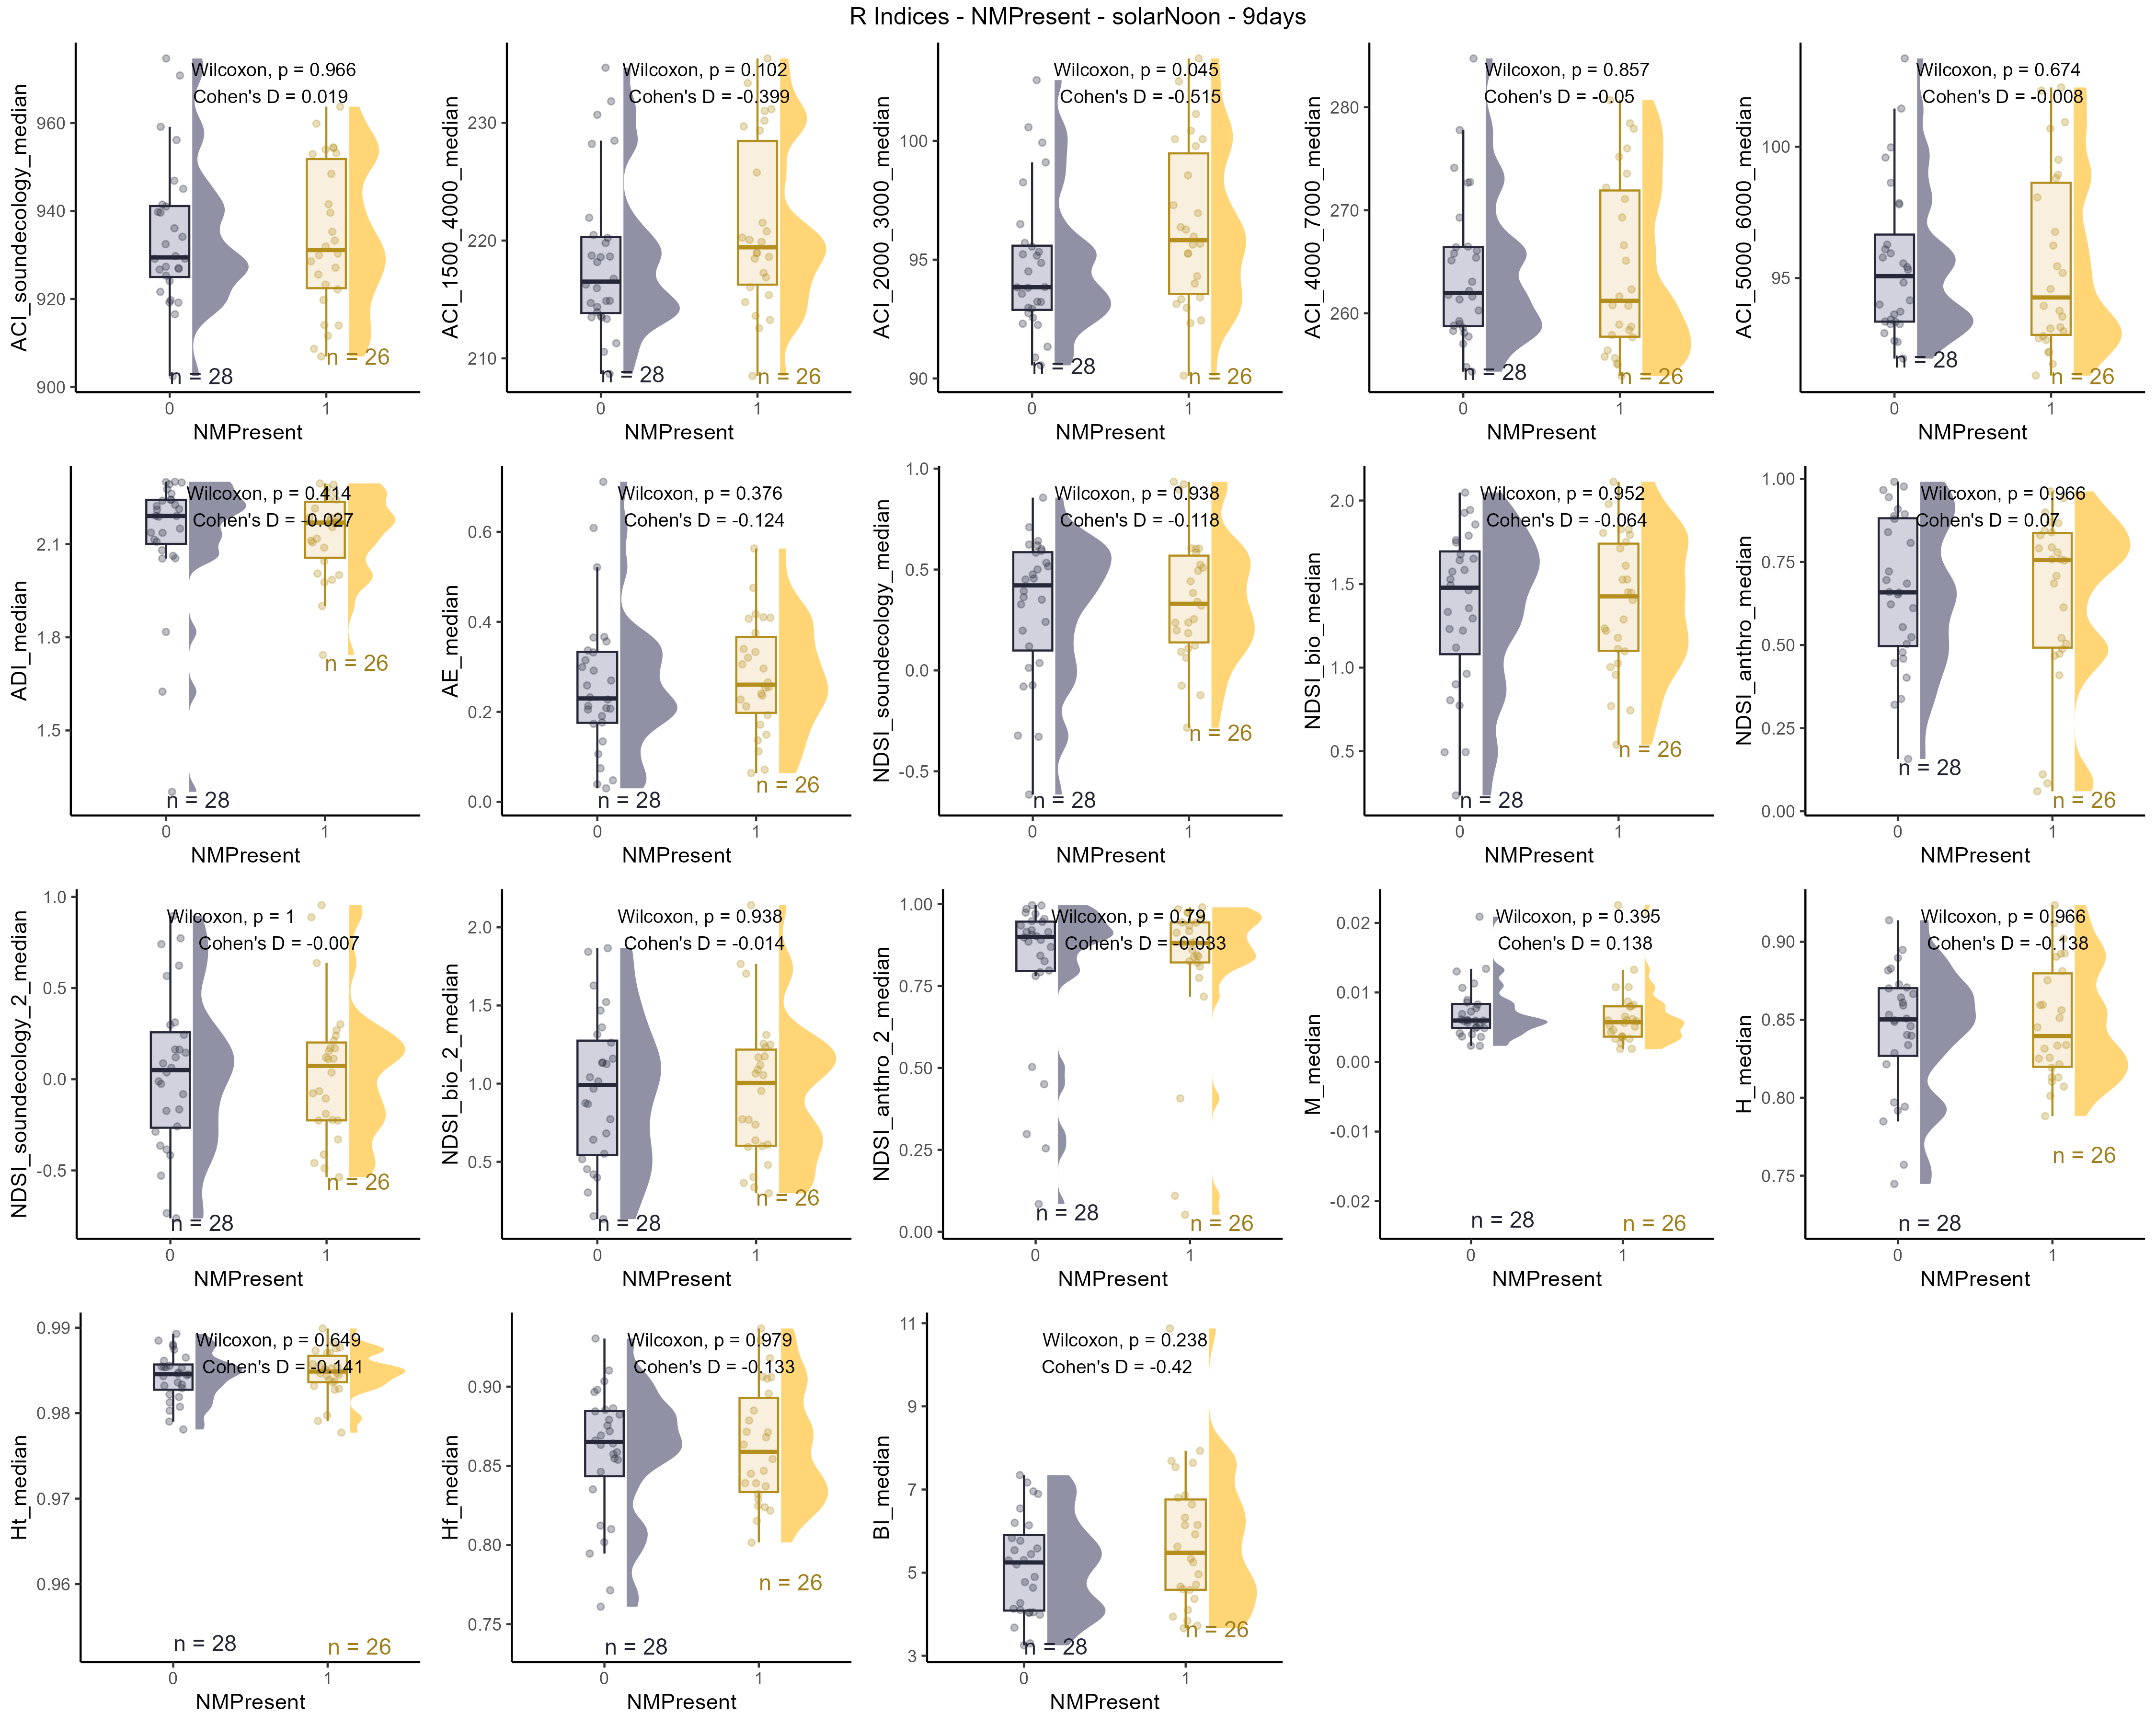 R Indices - NMPresent - solarNoon - 9days
Wilcoxon, p = 0.966
Cohen's D = 0.019
960
940
920
900
ACI_soundecology_median
n = 28
n = 26
0
1
NMPresent
Wilcoxon, p = 0.102
Cohen's D = -0.399
230
220
210
ACI_1500_4000_median
n = 28
n = 26
0
1
NMPresent
Wilcoxon, p = 0.045
Cohen's D = -0.515
100
95
90
ACI_2000_3000_median
n = 28
n = 26
0
1
NMPresent
Wilcoxon, p = 0.857
Cohen's D = -0.05
280
270
260
ACI_4000_7000_median
n = 28
n = 26
0
1
NMPresent
Wilcoxon, p = 0.674
Cohen's D = -0.008
100
95
ACI_5000_6000_median
n = 28
n = 26
0
1
NMPresent
Wilcoxon, p = 0.414
Cohen's D = -0.027
2.1
1.8
1.5
ADI_median
n = 28
n = 26
0
1
NMPresent
Wilcoxon, p = 0.376
Cohen's D = -0.124
0.6
0.4
0.2
0.0
AE_median
n = 28
n = 26
0
1
NMPresent
Wilcoxon, p = 0.938
Cohen's D = -0.118
1.0
0.5
0.0
-0.5
NDSI_soundecology_median
n = 28
n = 26
0
1
NMPresent
Wilcoxon, p = 0.952
Cohen's D = -0.064
2.0
1.5
1.0
0.5
NDSI_bio_median
n = 28
n = 26
0
1
NMPresent
Wilcoxon, p = 0.966
Cohen's D = 0.07
1.00
0.75
0.50
0.25
0.00
NDSI_anthro_median
n = 28
n = 26
0
1
NMPresent
Wilcoxon, p = 1
Cohen's D = -0.007
1.0
0.5
0.0
-0.5
NDSI_soundecology_2_median
n = 28
n = 26
0
1
NMPresent
Wilcoxon, p = 0.938
Cohen's D = -0.014
2.0
1.5
1.0
0.5
NDSI_bio_2_median
n = 28
n = 26
0
1
NMPresent
Wilcoxon, p = 0.79
Cohen's D = -0.033
1.00
0.75
0.50
0.25
0.00
NDSI_anthro_2_median
n = 28
n = 26
0
1
NMPresent
Wilcoxon, p = 0.395
Cohen's D = 0.138
0.02
0.01
0.00
-0.01
-0.02
M_median
n = 28
n = 26
0
1
NMPresent
Wilcoxon, p = 0.966
Cohen's D = -0.138
0.90
0.85
0.80
0.75
H_median
n = 28
n = 26
0
1
NMPresent
Wilcoxon, p = 0.649
Cohen's D = -0.141
0.99
0.98
0.97
0.96
Ht_median
n = 28
n = 26
0
1
NMPresent
Wilcoxon, p = 0.979
Cohen's D = -0.133
0.90
0.85
0.80
0.75
Hf_median
n = 28
n = 26
0
1
NMPresent
Wilcoxon, p = 0.238
Cohen's D = -0.42
11
9
7
5
3
BI_median
n = 28
n = 26
0
1
NMPresent